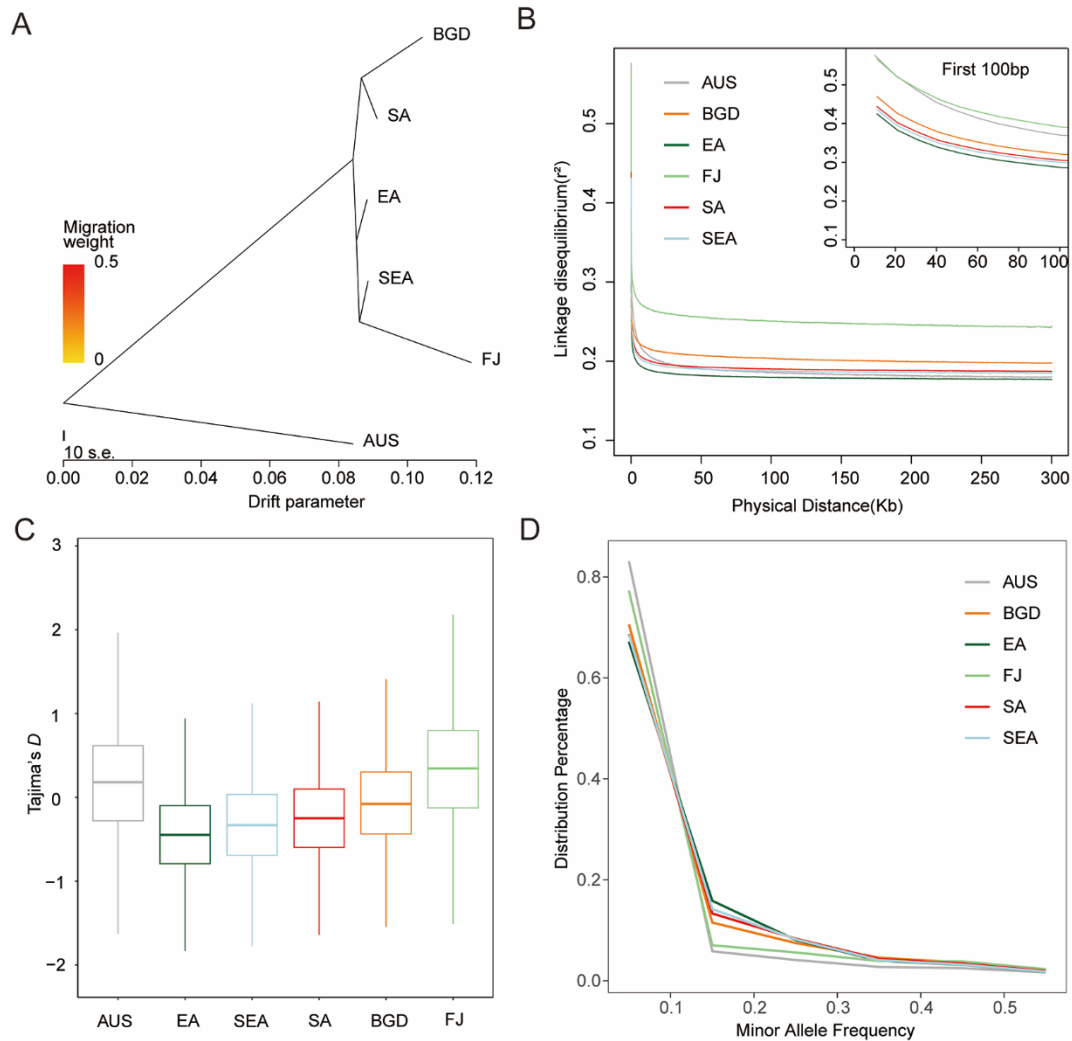 A
BGD
SA
EA
SEA
FJ
AUS
Migration
weight
0.5
0
10 s.e.
0.00 0.02 0.04 0.06 0.08 0.10 0.12
Drift parameter
B
AUS
BGD
EA
FJ
SA
SEA
First 100bp
0.5
0.4
0.3
0.2
0.1
0 20 40 60 80 100
Linkage disequilibrium(r²)
0.5
0.4
0.3
0.2
0.1
0 50 100 150 200 250 300
Physical Distance(Kb)
C
Tajima's D
3
2
1
0
−1
−2
AUS EA SEA SA BGD FJ
D
AUS
BGD
EA
FJ
SA
SEA
Distribution Percentage
0.8
0.6
0.4
0.2
0.0
0.1 0.2 0.3 0.4 0.5
Minor Allele Frequency